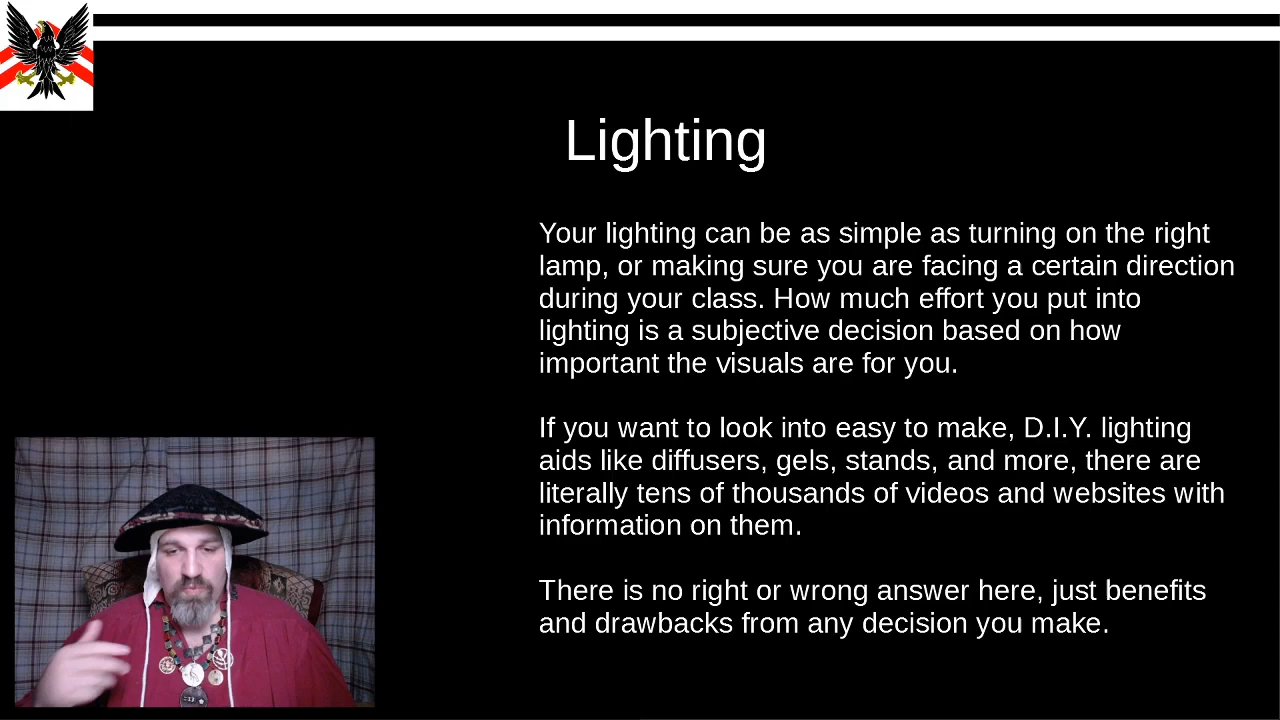 Lighting
Your lighting can be as simple as turning on the right
lamp, or making sure you are facing a certain direction
during your class. How much effort you put into
lighting is a subjective decision based on how
important the visuals are for you.
If you want to look into easy to make, D.I.Y. lighting
aids like diffusers, gels, stands, and more, there are
literally tens of thousands of videos and websites with
information on them.
There is no right or wrong answer here, just benefits
and drawbacks from any decision you make.